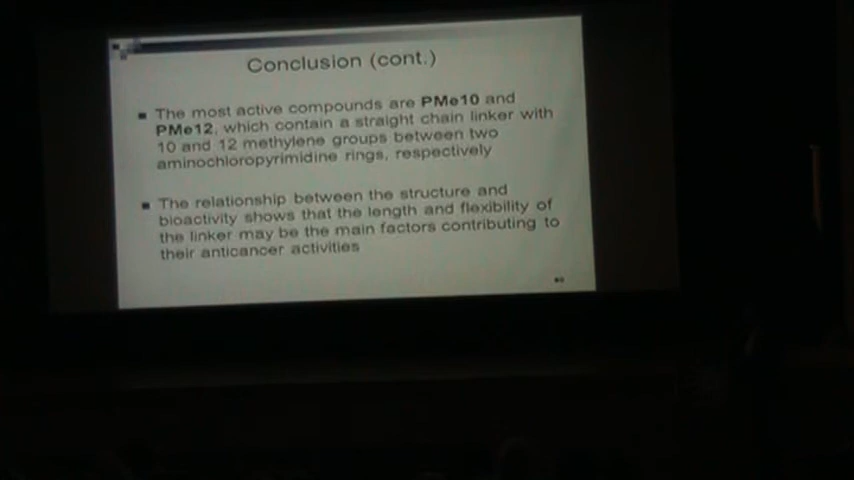 Conclusion (cont.)
The most active compounds are PMe10 and
PMe12, which contain a straight chain linker with
10 and 12 methylene groups between two
aminochloropyrimidine rings, respectively
The relationship between the structure and
bioactivity shows that the length and flexibility of
the linker may be the main factors contributing to
their anticancer activities